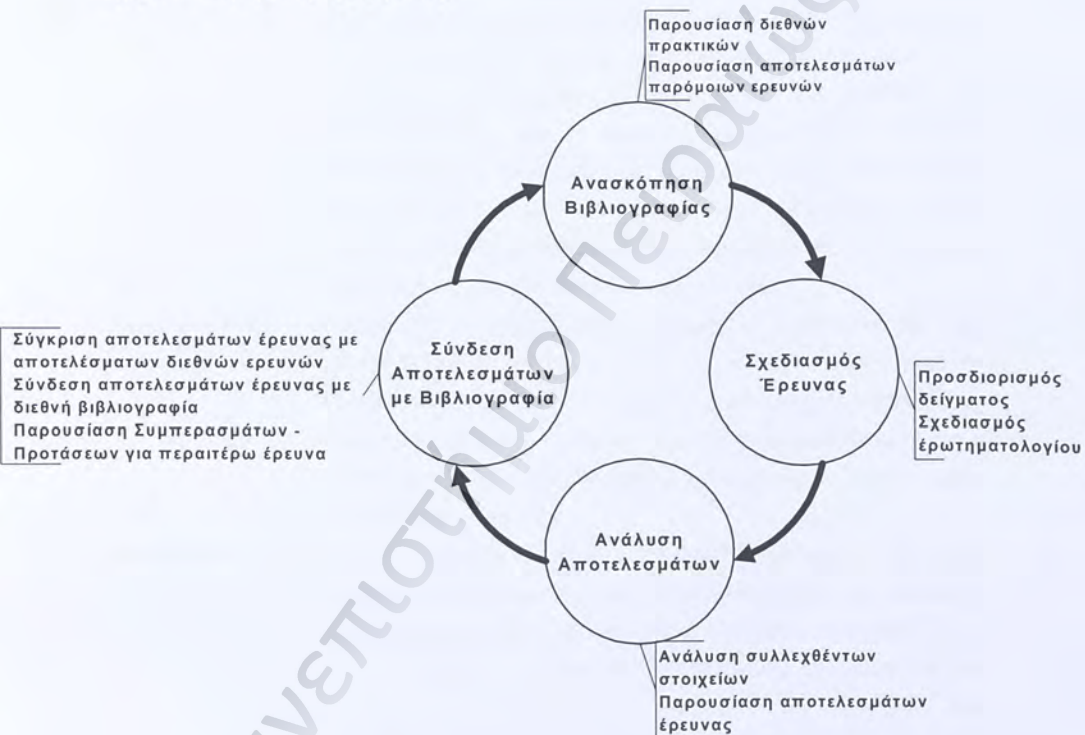 Παρουσίαση διεθνών
πρακτικών
Παρουσίαση αποτελεσμάτων
παρόμοιων ερευνών
Ανασκόπηση
Βιβλιογραφίας
Σχεδιασμός
Έρευνας
Προσδιορισμός
δείγματος
Σχεδιασμός
έρωτηματολογίου
Ανάλυση
Αποτελεσμάτων
Ανάλυση συλλεχθέντων
στοιχείων
Παρουσίαση αποτελεσμάτων
έρευνας
Σύνδεση
Αποτελεσμάτων
με Βιβλιογραφία
Σύγκριση αποτελεσμάτων έρευνας με
αποτελέσματων διεθνών ερευνών
Σύνδεση αποτελεσμάτων έρευνας με
διεθνή βιβλιογραφία
Παρουσίαση Συμπερασμάτων -
Προτάσεων για περαιτέρω έρευνα